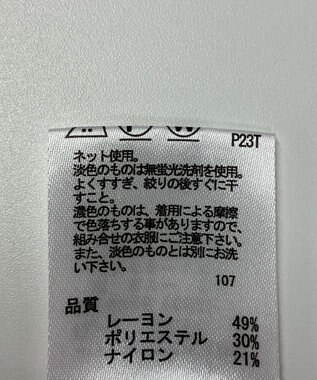 P W P23T
ネット使用。
淡色のものは無蛍光洗剤を使用。
よくすすぎ、絞りの後すぐに干
すこと。
濃色のものは、着用による摩擦
で色落ちする事がありますので、
組み合せの衣服にご注意下さい。
また、淡色のものとは別にお洗
い下さい。
107
品質
レーヨン 49%
ポリエステル 30%
ナイロン 21%